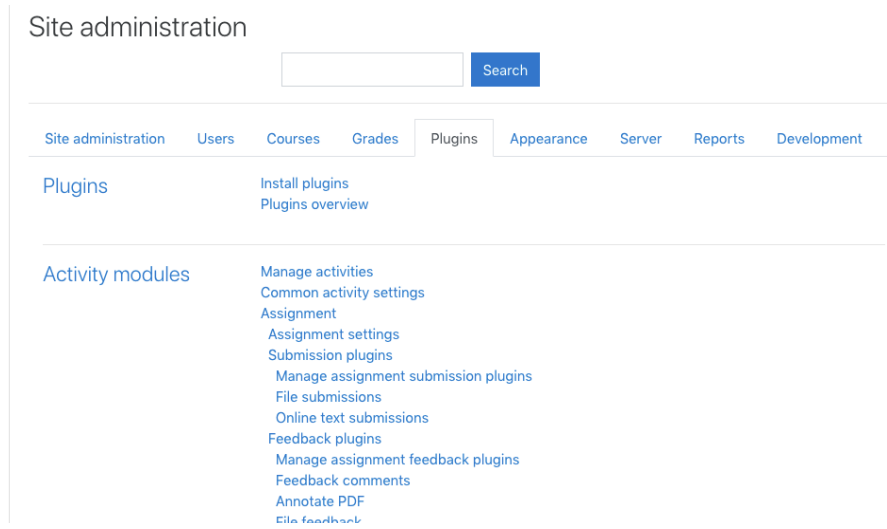 Site administration
Search
Site administration Users Courses Grades Plugins Appearance Server Reports Development
Plugins
Install plugins
Plugins overview
Activity modules
Manage activities
Common activity settings
Assignment
Assignment settings
Submission plugins
Manage assignment submission plugins
File submissions
Online text submissions
Feedback plugins
Manage assignment feedback plugins
Feedback comments
Annotate PDF
File feedback